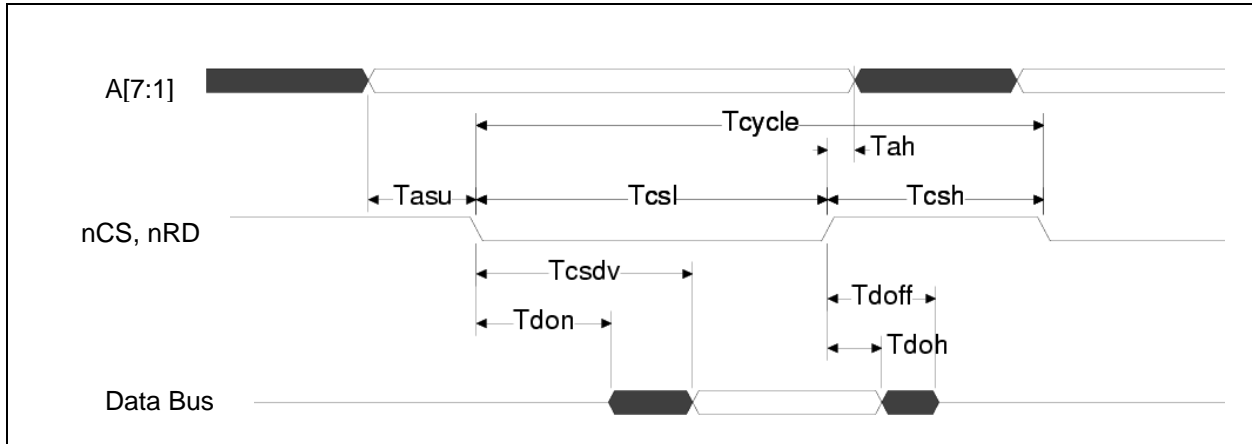 A[7:1]
Tcycle
Tah
Tasu
Tcsl
Tcsh
nCS, nRD
Tcsdv
Tdoff
Tdon
Tdoh
Data Bus